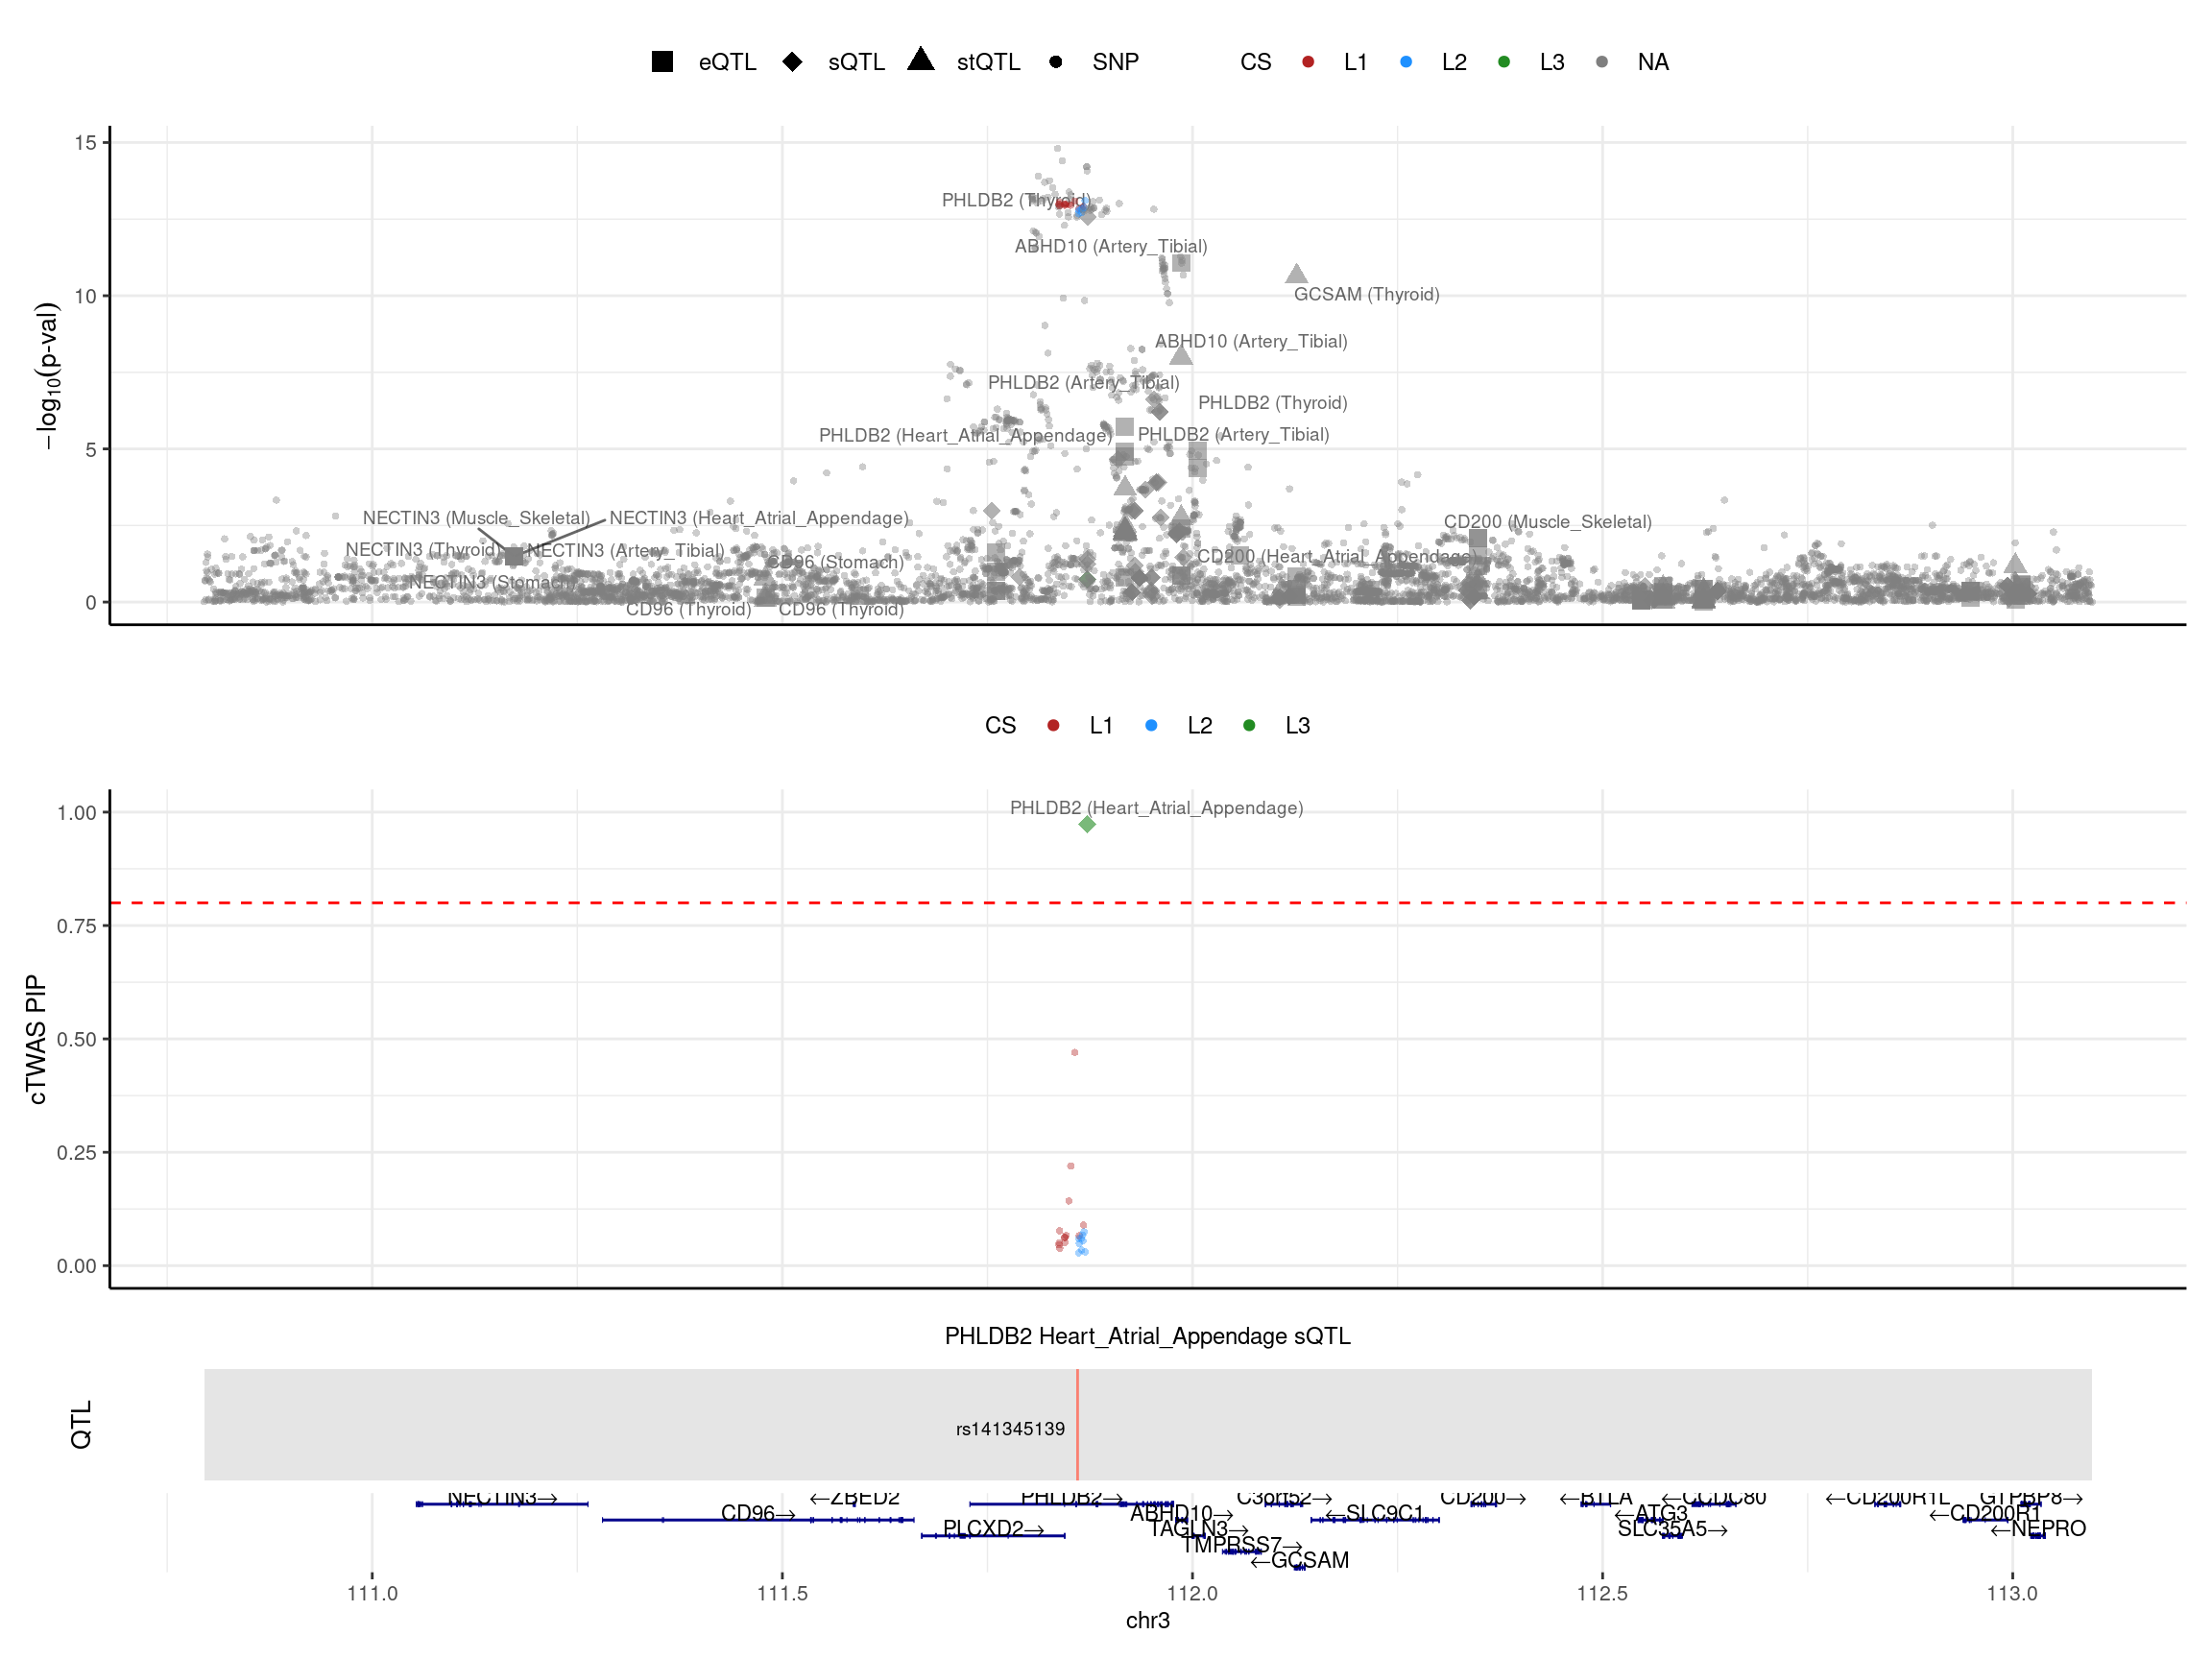 eQTL sQTL stQTL SNP CS L1 L2 L3 NA
−log10(p-val)
15
10
5
0
PHLDB2 (Thyroid)
ABHD10 (Artery_Tibial)
GCSAM (Thyroid)
ABHD10 (Artery_Tibial)
PHLDB2 (Artery_Tibial)
PHLDB2 (Thyroid)
PHLDB2 (Heart_Atrial_Appendage)
PHLDB2 (Artery_Tibial)
NECTIN3 (Muscle_Skeletal)
NECTIN3 (Heart_Atrial_Appendage)
CD200 (Muscle_Skeletal)
NECTIN3 (Thyroid)
NECTIN3 (Artery_Tibial)
CD96 (Stomach)
CD200 (Heart_Atrial_Appendage)
NECTIN3 (Stomach)
CD96 (Thyroid)
CD96 (Thyroid)
CS L1 L2 L3
cTWAS PIP
1.00
0.75
0.50
0.25
0.00
PHLDB2 (Heart_Atrial_Appendage)
PHLDB2 Heart_Atrial_Appendage sQTL
QTL
rs141345139
NECTIN3→ ←ZBED2 PHLDB2→ C3orf52→ CD200→ ←BTLA ←CCDC80 ←CD200R1L GTPBP8→
CD96→ ABHD10→ ←SLC9C1 ←ATG3 ←CD200R1
PLCXD2→ TAGLN3→ SLC35A5→ ←NEPRO
TMPRSS7→
←GCSAM
111.0 111.5 112.0 112.5 113.0
chr3